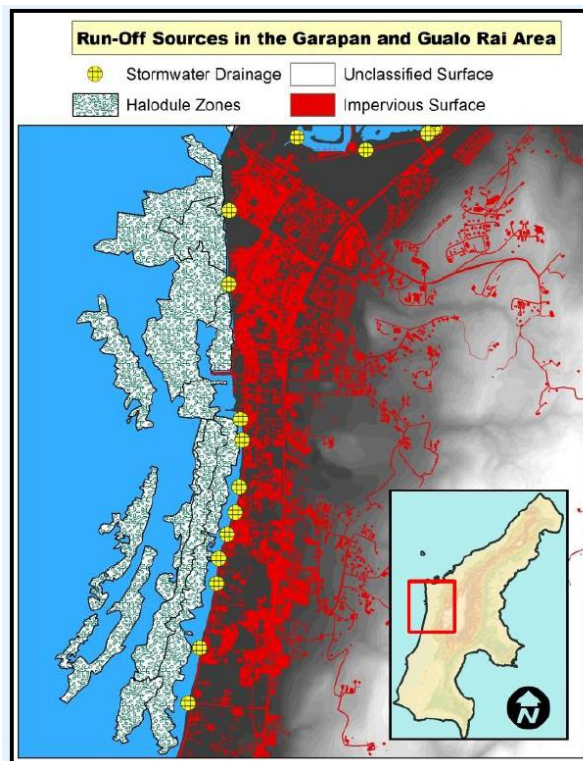 Run-Off Sources in the Garapan and Gualo Rai Area
Stormwater Drainage
Unclassified Surface
Halodule Zones
Impervious Surface
N